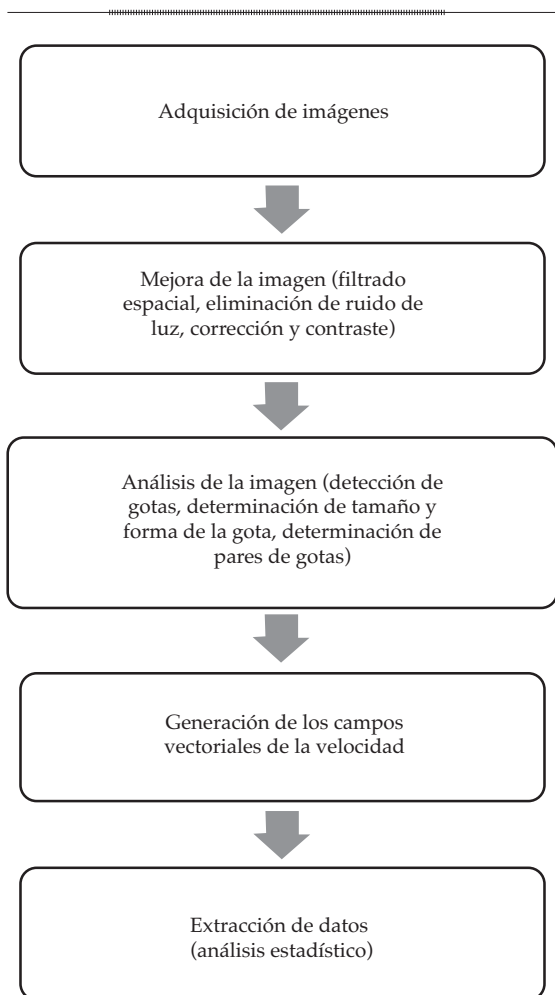 Adquisición de imágenes
Mejora de la imagen (filtrado
espacial, eliminación de ruido de
luz, corrección y contraste)
Análisis de la imagen (detección de
gotas, determinación de tamaño y
forma de la gota, determinación de
pares de gotas)
Generación de los campos
vectoriales de la velocidad
Extracción de datos
(análisis estadístico)